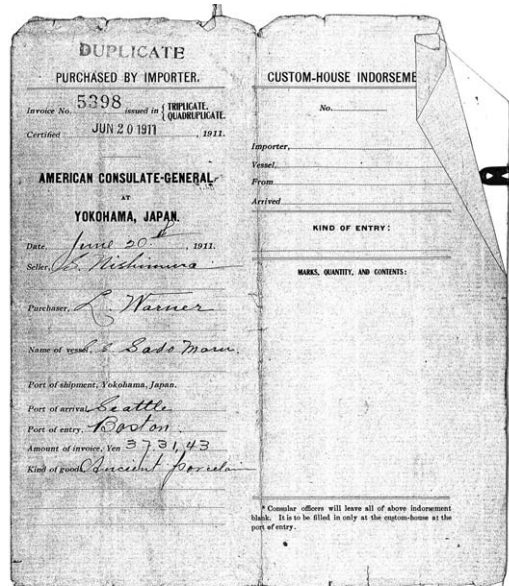 DUPLICATE
PURCHASED BY IMPORTER.
Invoice No. 5398 issued in { TRIPLICATE. QUADRUPLICATE.
Certified JUN 20 1911, 1911.
AMERICAN CONSULATE-GENERAL
AT
YOKOHAMA, JAPAN.
Date, June 20th, 1911.
Seller, S. Nishimura
Purchaser, L. Warner
Name of vessel, S. S. Sado Maru.
Port of shipment, Yokohama, Japan.
Port of arrival, Seattle
Port of entry, Boston.
Amount of invoice, Yen 3731,43
Kind of goods, Ancient porcelain
CUSTOM-HOUSE INDORSEME
No.
Importer,
Vessel,
From
Arrived
KIND OF ENTRY:
MARKS, QUANTITY, AND CONTENTS:
* Consular officers will leave all of above indorsement
blank. It is to be filled in only at the custom-house at the
port of entry.